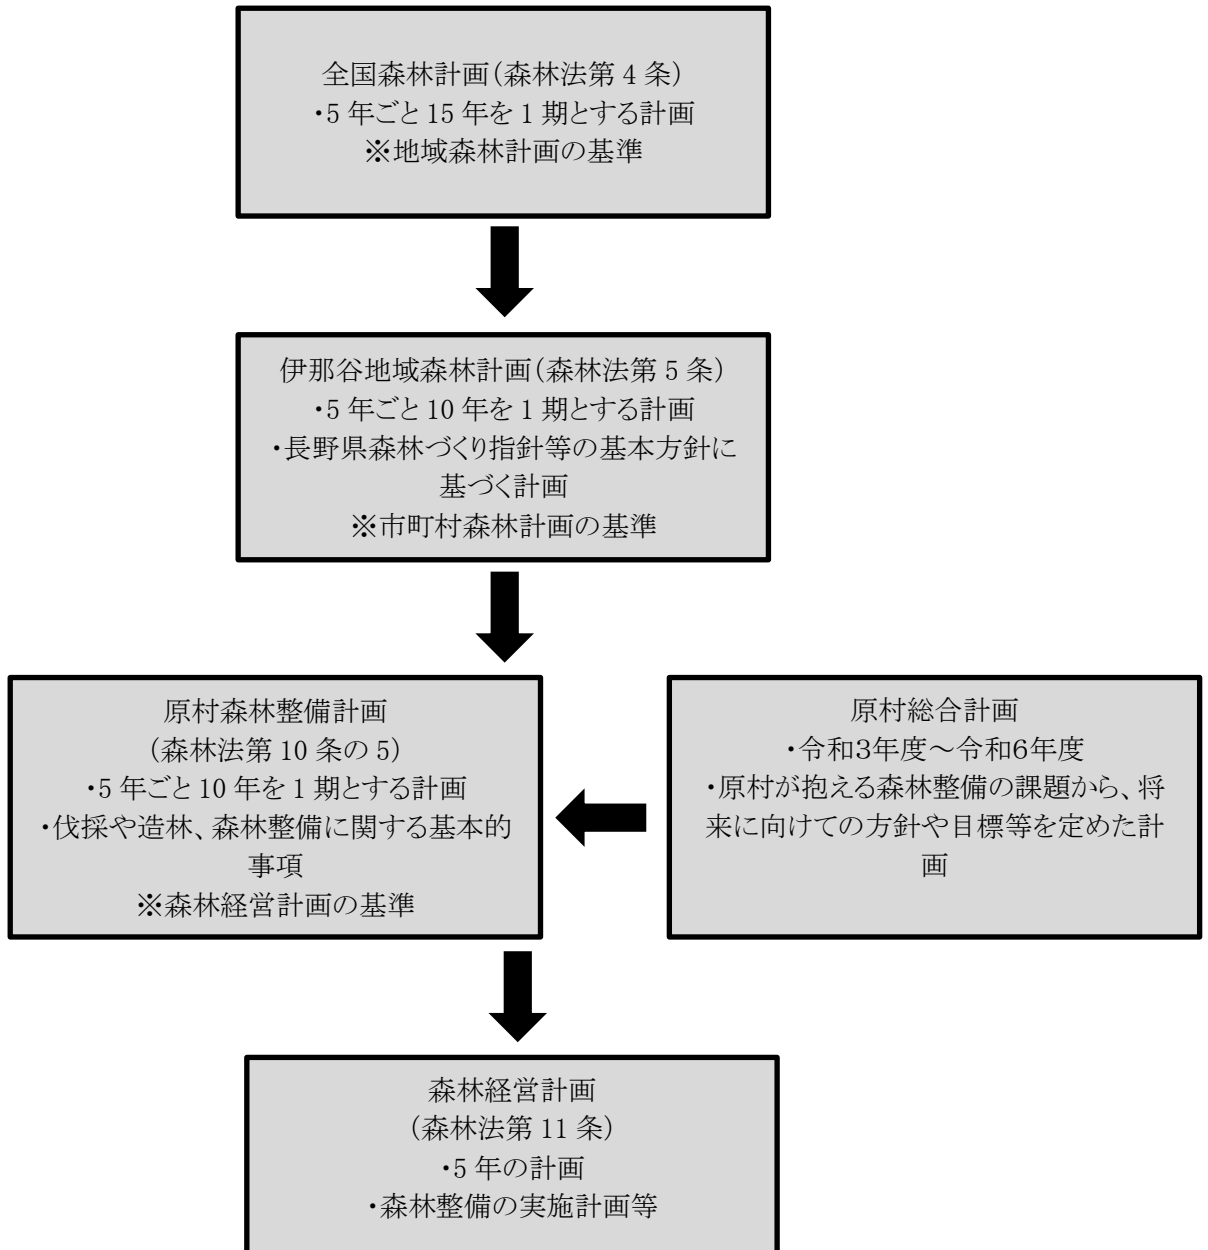 全国森林計画（森林法第 4 条）
・5 年ごと 15 年を 1 期とする計画
※地域森林計画の基準
伊那谷地域森林計画（森林法第 5 条）
・5 年ごと 10 年を 1 期とする計画
・長野県森林づくり指針等の基本方針に
基づく計画
※市町村森林計画の基準
原村森林整備計画
（森林法第 10 条の 5）
・5 年ごと 10 年を 1 期とする計画
・伐採や造林、森林整備に関する基本的
事項
※森林経営計画の基準
原村総合計画
・令和３年度～令和６年度
・原村が抱える森林整備の課題から、将
来に向けての方針や目標等を定めた計
画
森林経営計画
（森林法第 11 条）
・5 年の計画
・森林整備の実施計画等